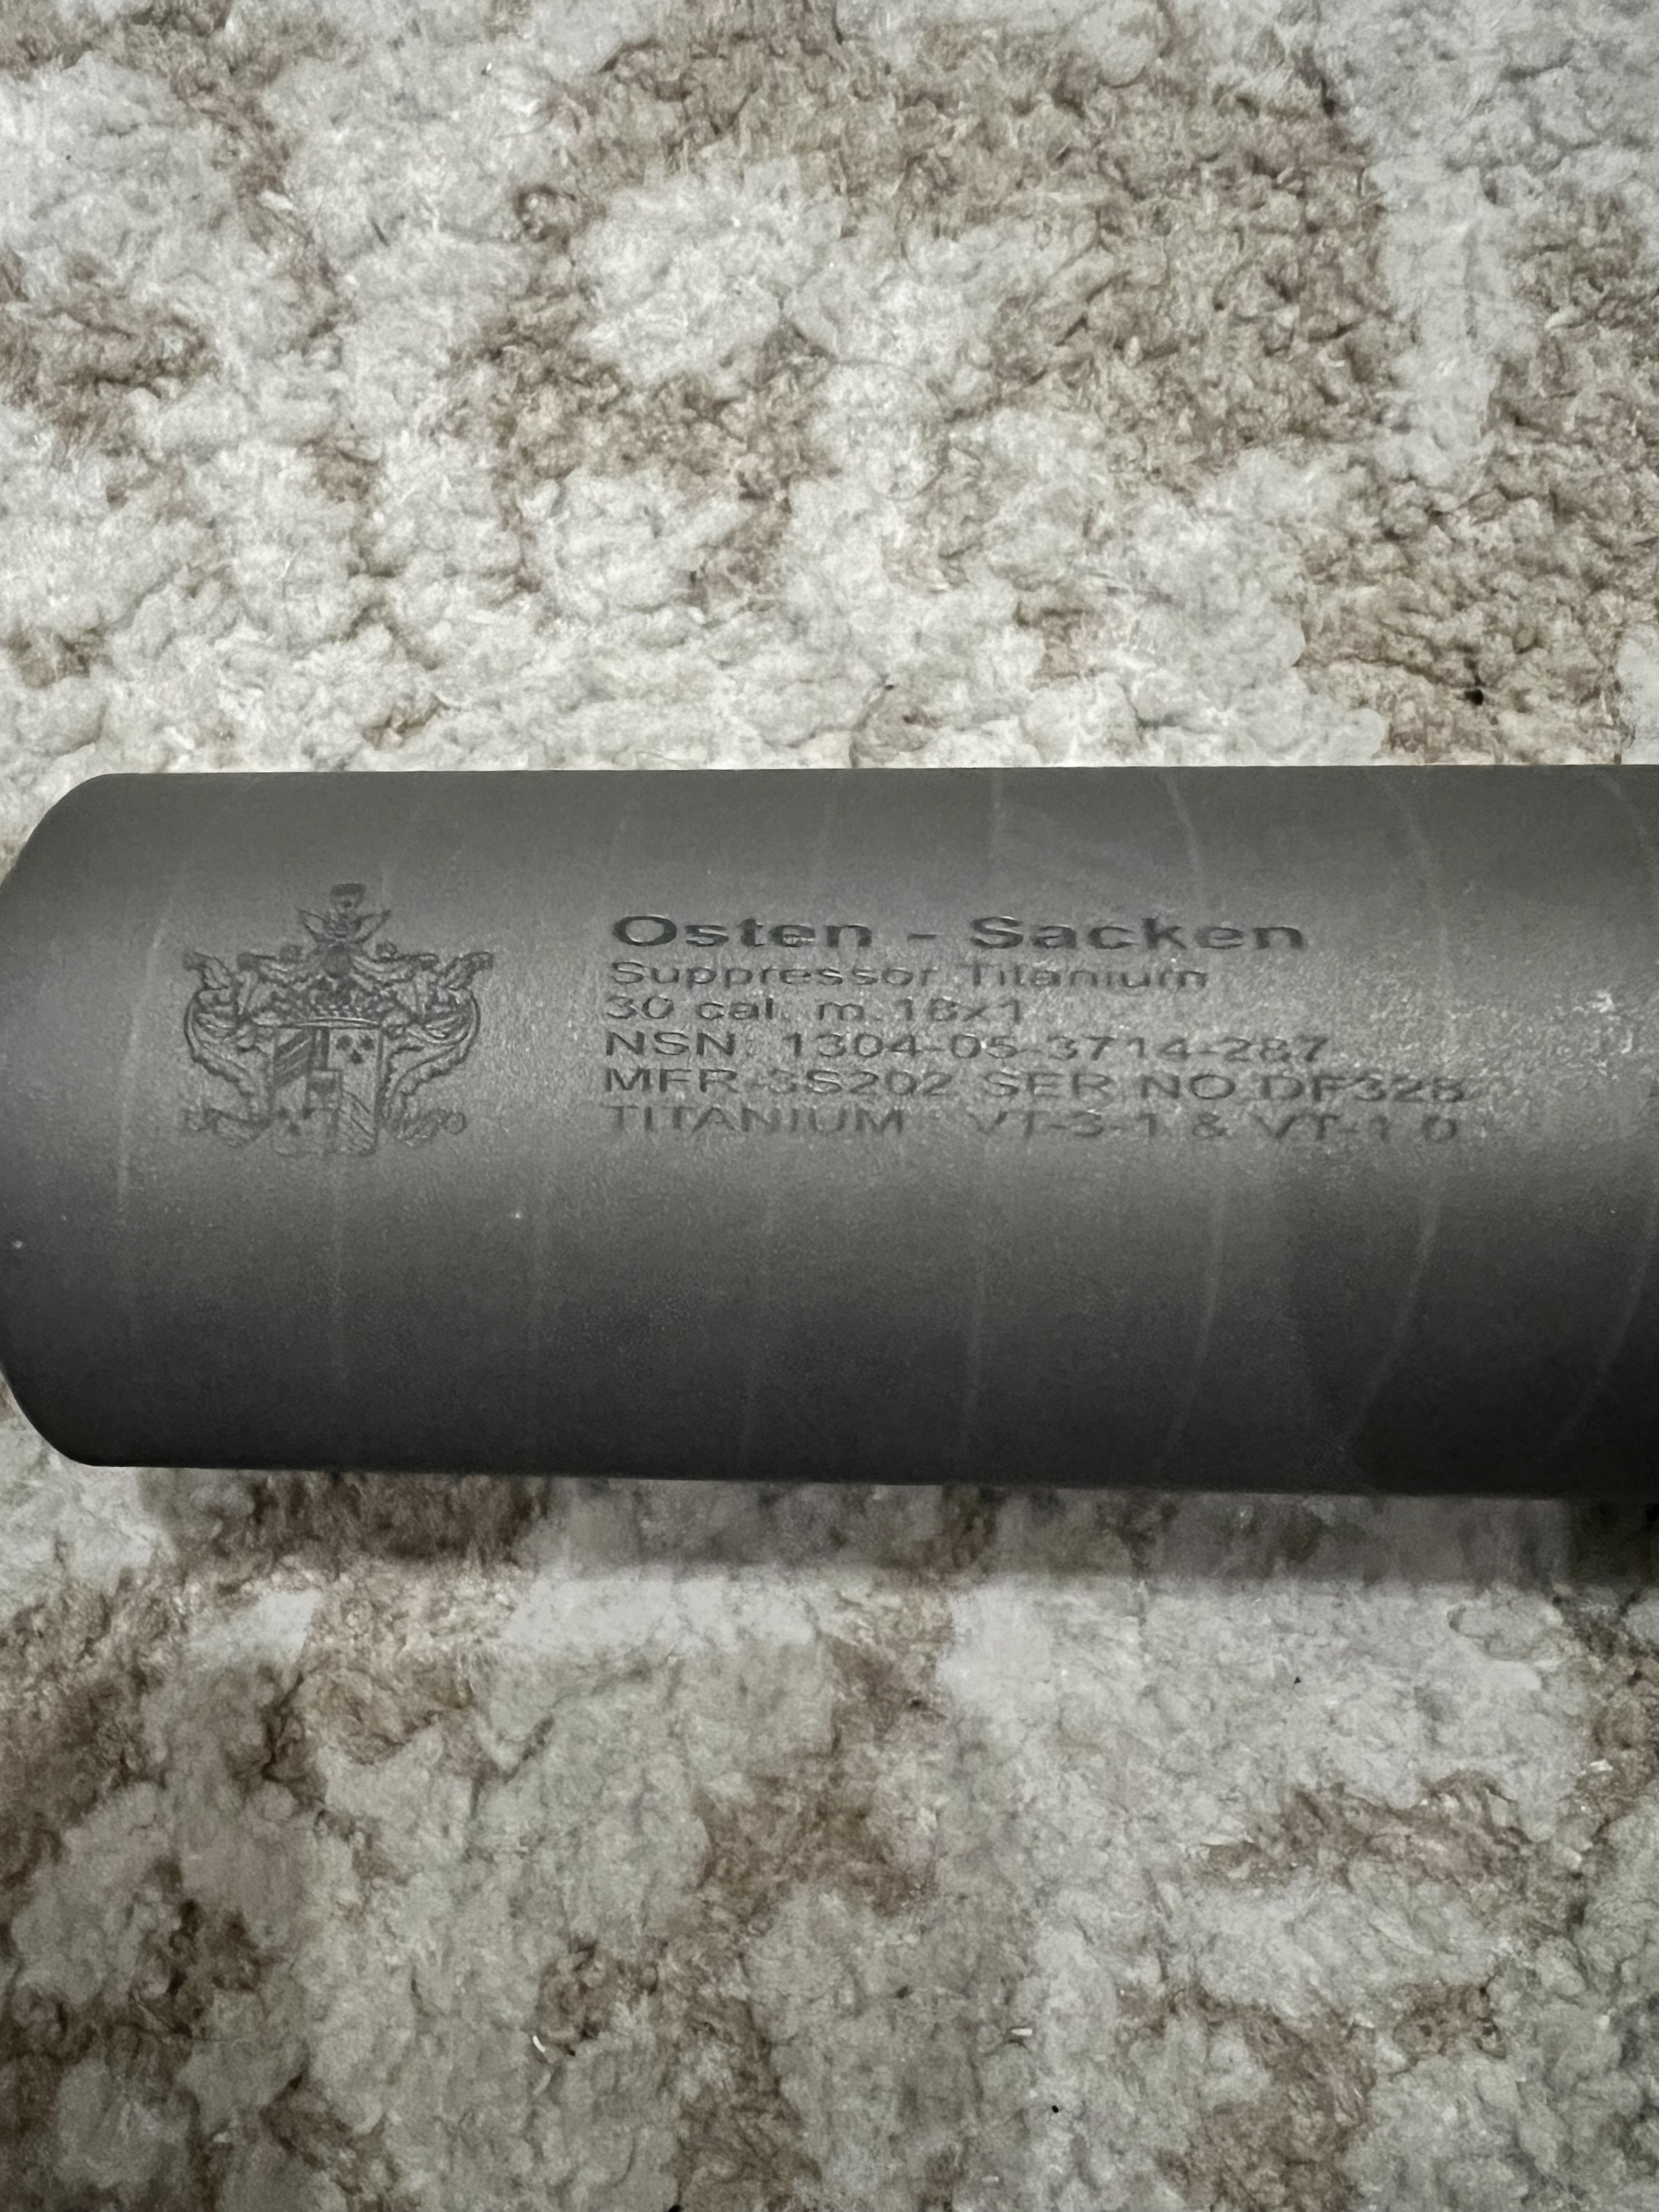 Osten - Sacken
Suppressor Titanium
30 cal. m.18x1
NSN: 1304-05-3714-287
MFR-3S202 SER NO DF328
TITANIUM: VT-3-1 & VT-1.0